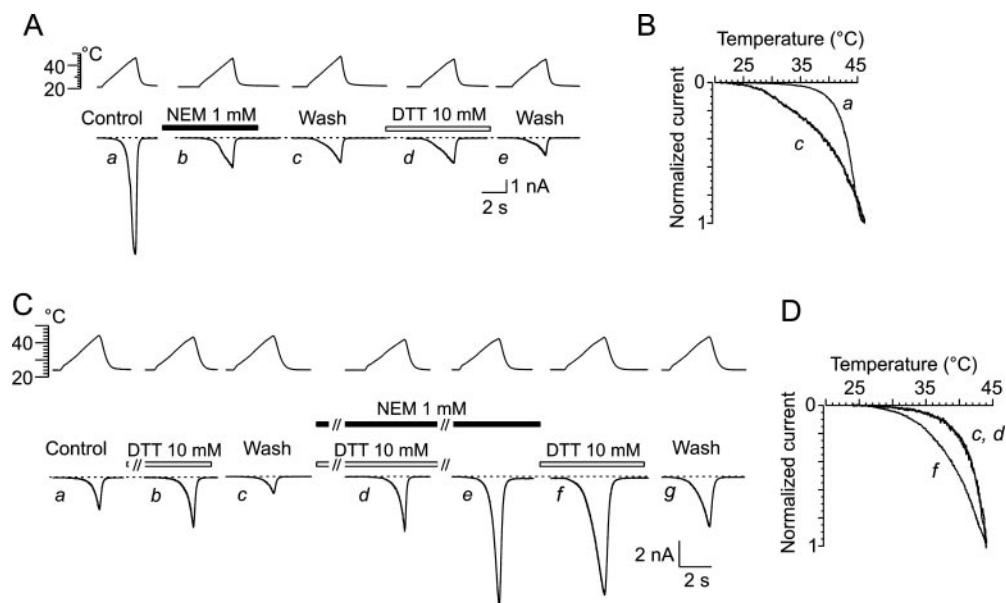 A
°C
40
20
Control
NEM 1 mM
Wash
DTT 10 mM
Wash
a
b
c
d
e
1 nA
2 s
B
Temperature (°C)
25 35 45
0
Normalized current
1
a
c
C
°C
40
20
NEM 1 mM
Control
DTT 10 mM
Wash
DTT 10 mM
DTT 10 mM
Wash
a
b
c
d
e
f
g
2 nA
2 s
D
Temperature (°C)
25 35 45
0
Normalized current
1
c, d
f